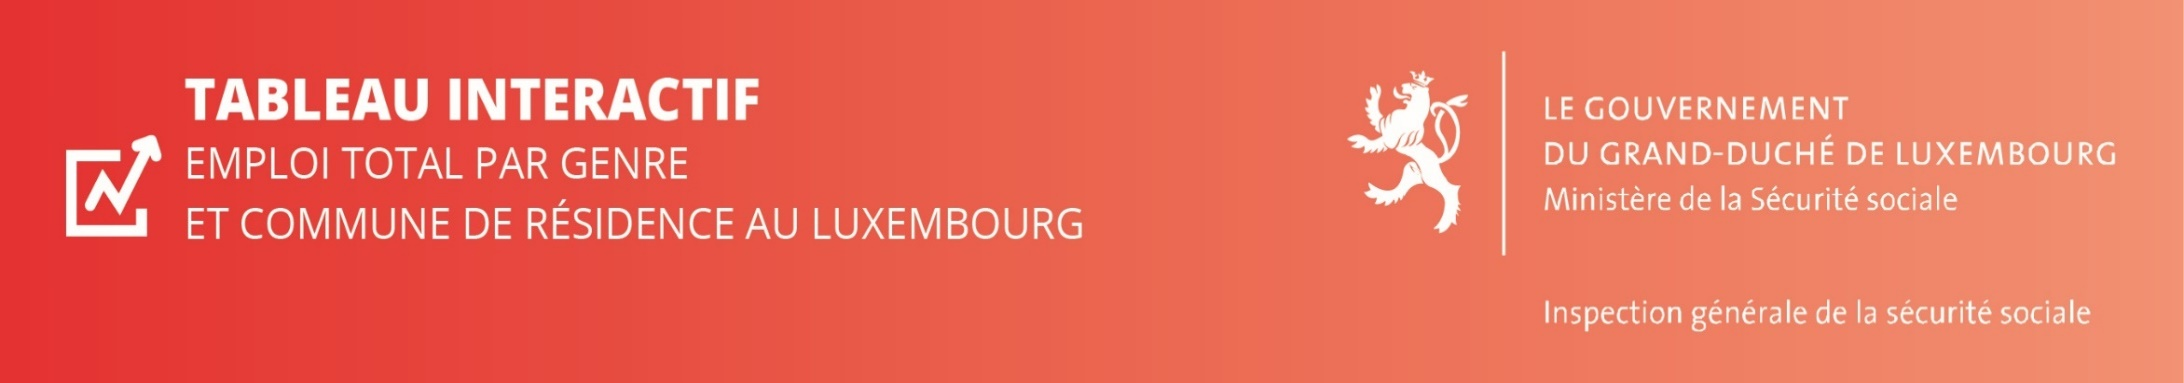 TABLEAU INTERACTIF
EMPLOI TOTAL PAR GENRE
ET COMMUNE DE RÉSIDENCE AU LUXEMBOURG
LE GOUVERNEMENT
DU GRAND-DUCHÉ DE LUXEMBOURG
Ministère de la Sécurité sociale
Inspection générale de la sécurité sociale